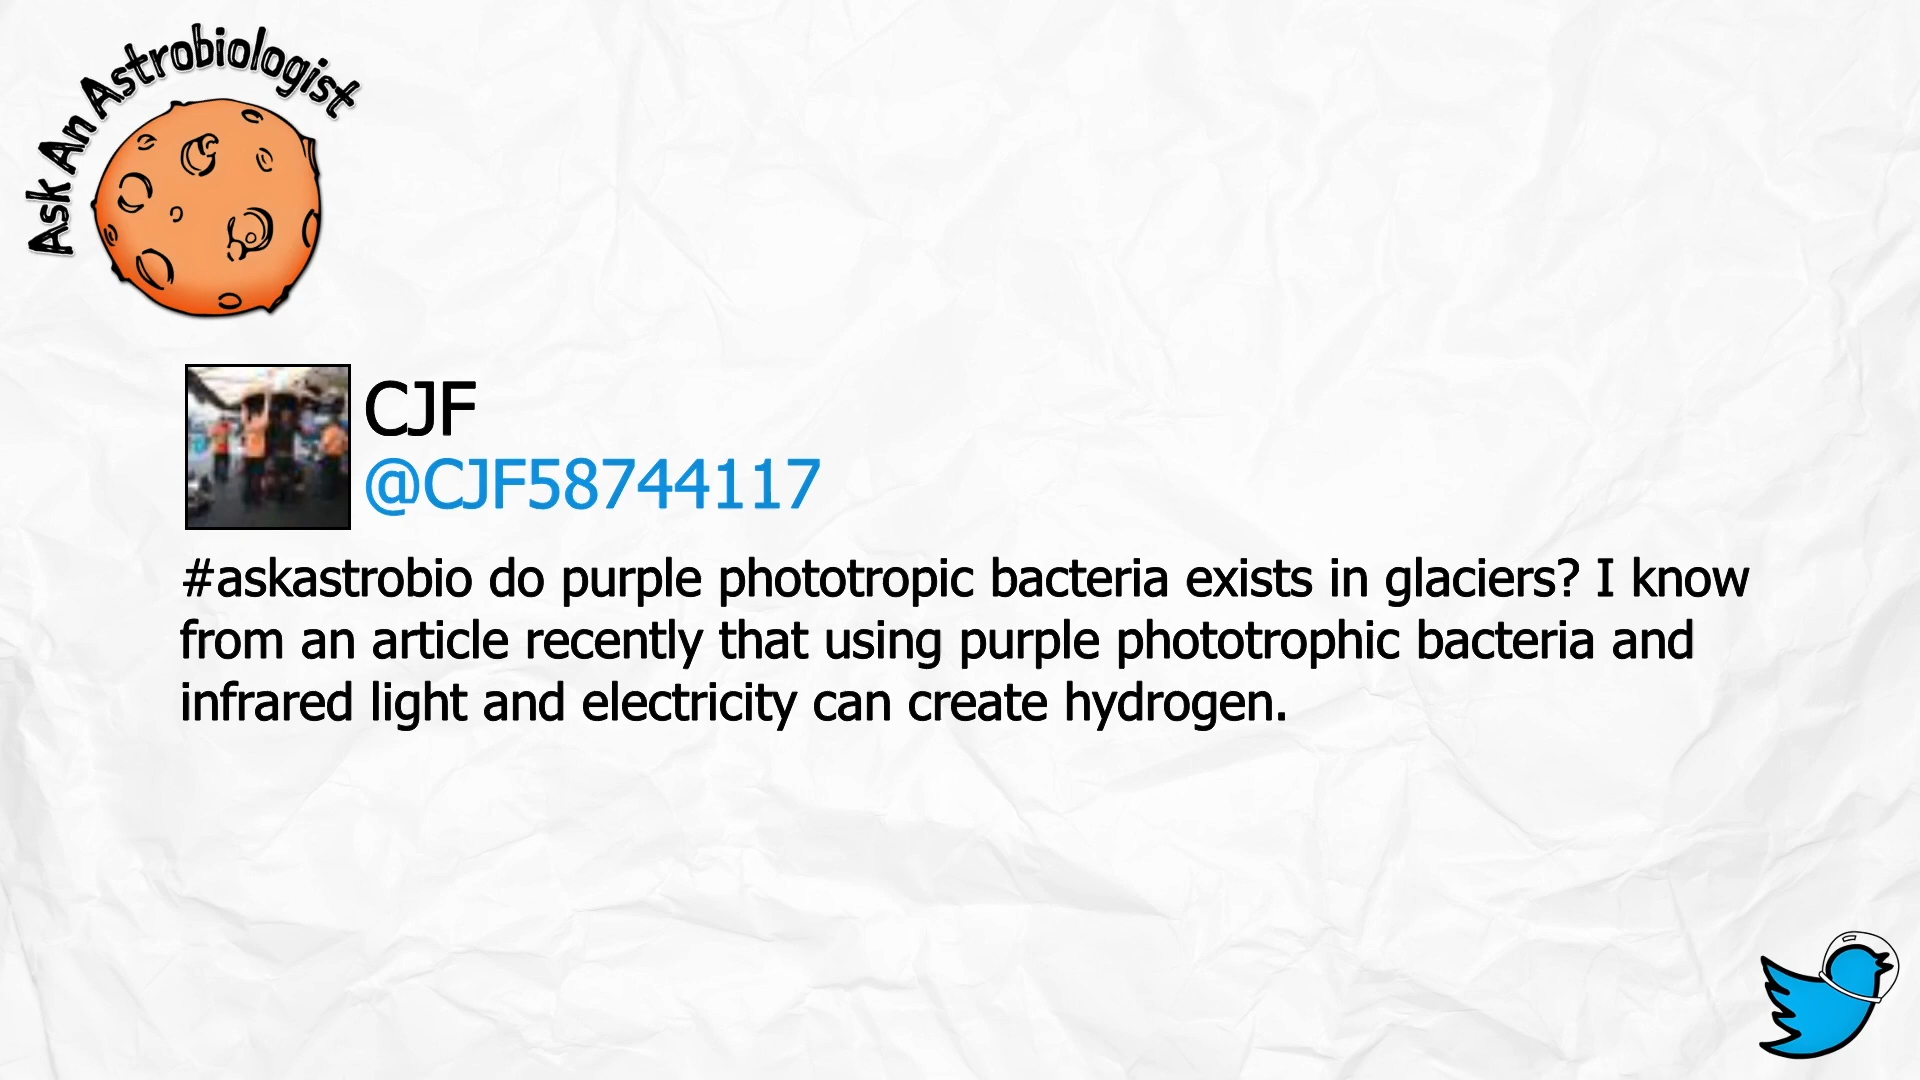 Ask An Astrobiologist
CJF
@CJF58744117
#askastrobio do purple phototropic bacteria exists in glaciers? I know
from an article recently that using purple phototrophic bacteria and
infrared light and electricity can create hydrogen.